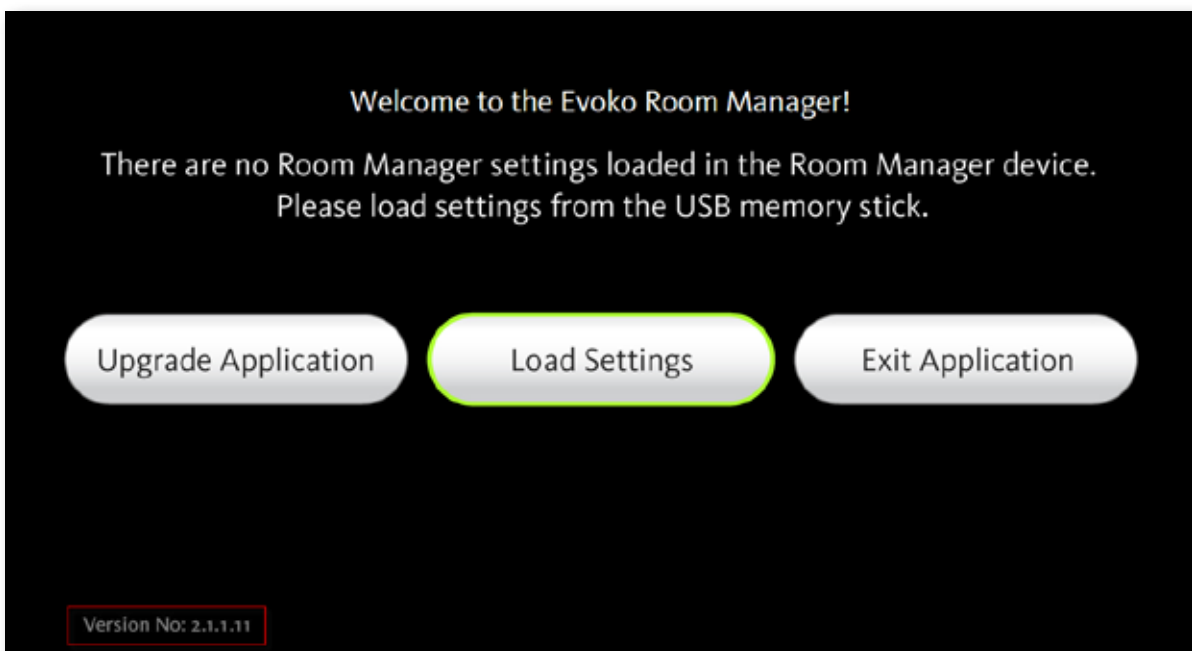 Welcome to the Evoko Room Manager!
There are no Room Manager settings loaded in the Room Manager device.
Please load settings from the USB memory stick.
Upgrade Application
Load Settings
Exit Application
Version No: 2.1.1.11